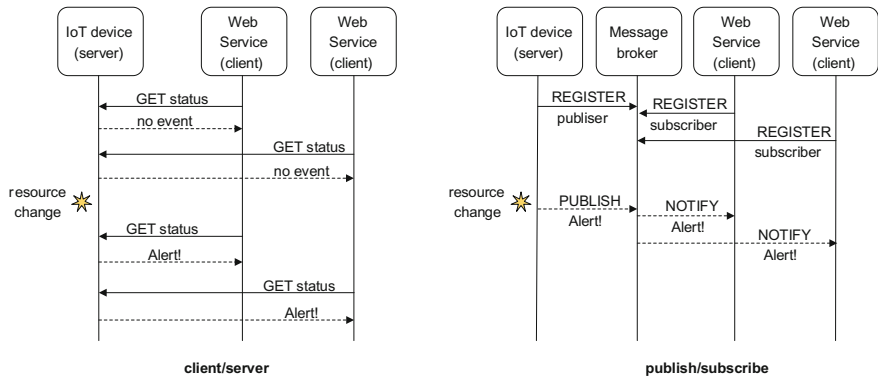 IoT device
(server)
Web
Service
(client)
Web
Service
(client)
GET status
no event
GET status
no event
resource
change
GET status
Alert!
GET status
Alert!
client/server
IoT device
(server)
Message
broker
Web
Service
(client)
Web
Service
(client)
REGISTER
publiser
REGISTER
subscriber
REGISTER
subscriber
resource
change
PUBLISH
Alert!
NOTIFY
Alert!
NOTIFY
Alert!
publish/subscribe